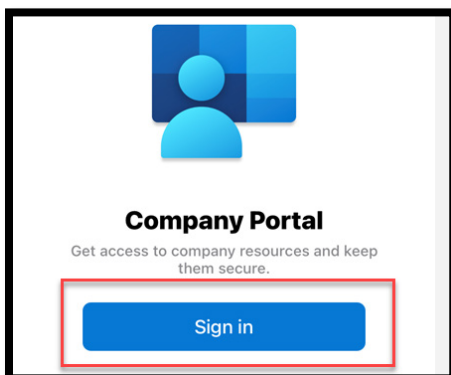 Company Portal
Get access to company resources and keep
them secure.
Sign in